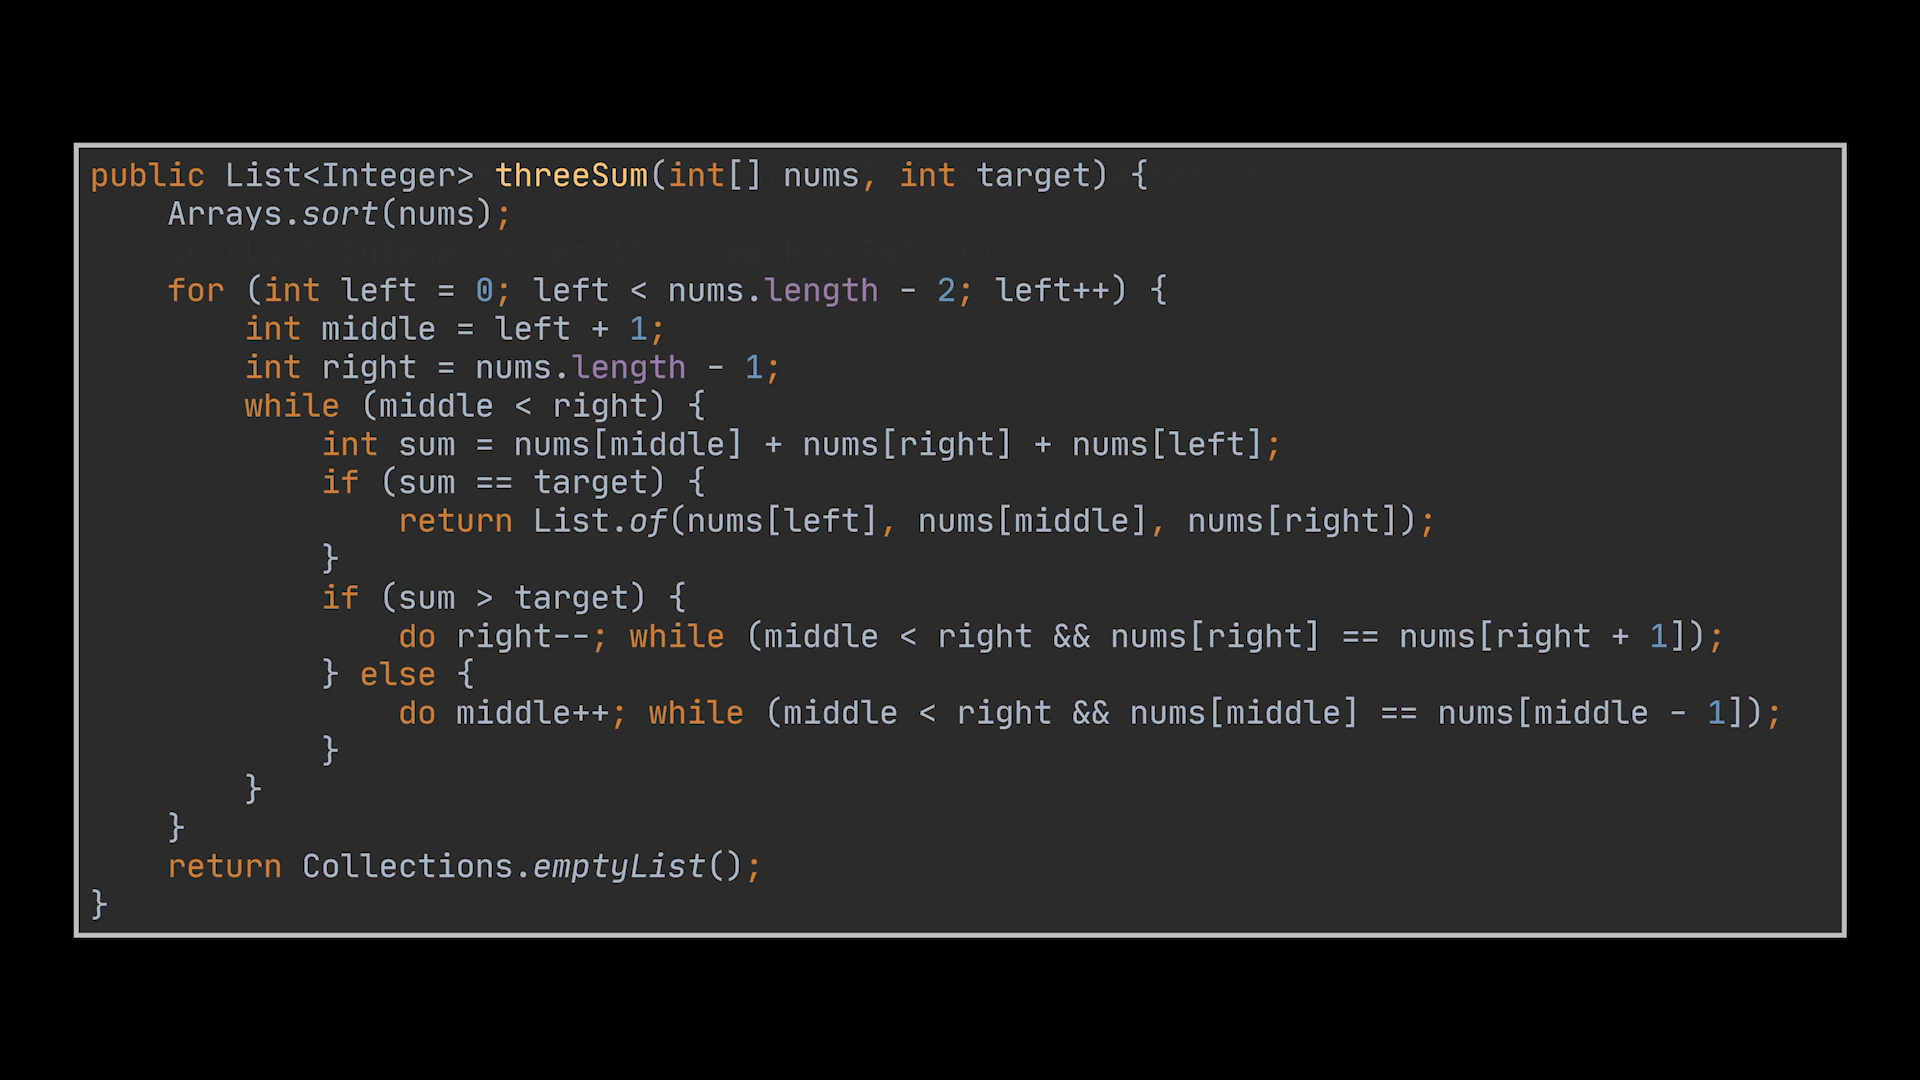 public List<Integer> threeSum(int[] nums, int target) {
Arrays.sort(nums);
for (int left = 0; left < nums.length - 2; left++) {
int middle = left + 1;
int right = nums.length - 1;
while (middle < right) {
int sum = nums[middle] + nums[right] + nums[left];
if (sum == target) {
return List.of(nums[left], nums[middle], nums[right]);
}
if (sum > target) {
do right--; while (middle < right && nums[right] == nums[right + 1]);
} else {
do middle++; while (middle < right && nums[middle] == nums[middle - 1]);
}
}
}
return Collections.emptyList();
}